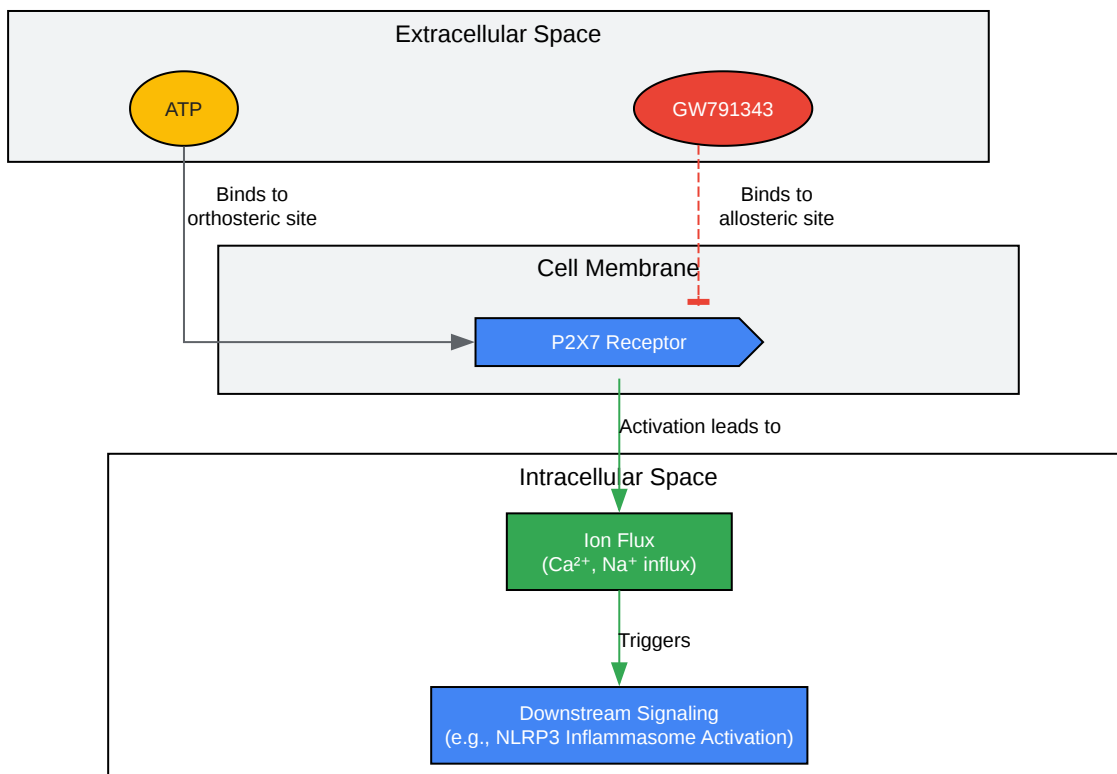 Extracellular Space
ATP
GW791343
Binds to
orthosteric site
Binds to
allosteric site
Cell Membrane
P2X7 Receptor
Activation leads to
Intracellular Space
Ion Flux
(Ca²⁺, Na⁺ influx)
Triggers
Downstream Signaling
(e.g., NLRP3 Inflammasome Activation)